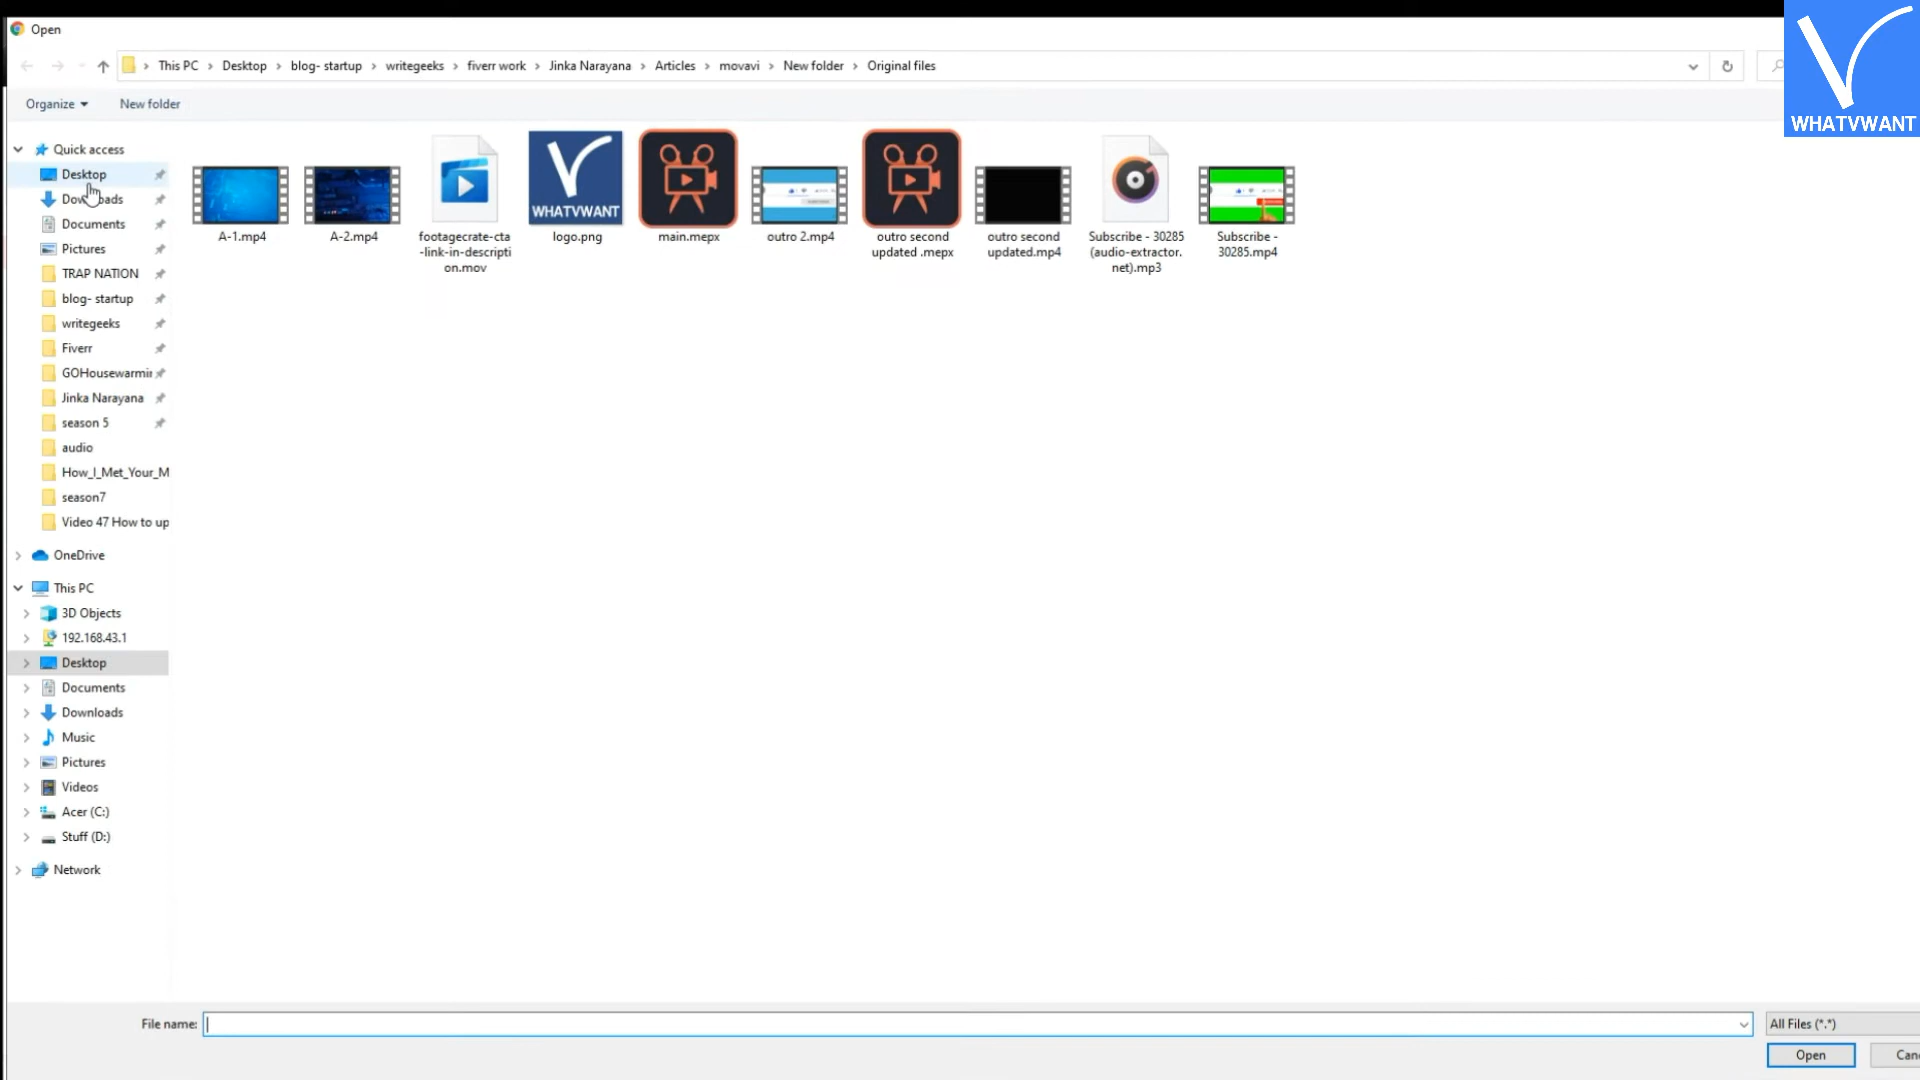 Open
This PC > Desktop > blog- startup > writegeeks > fiverr work > Jinka Narayana > Articles > movavi > New folder > Original files
WHATVWANT
Organize
New folder
Quick access
Desktop
Downloads
Documents
Pictures
TRAP NATION
blog- startup
writegeeks
Fiverr
GOHousewarmin
Jinka Narayana
season 5
audio
How_I_Met_Your_M
season7
Video 47 How to up
OneDrive
This PC
3D Objects
192.168.43.1
Desktop
Documents
Downloads
Music
Pictures
Videos
Acer (C:)
Stuff (D:)
Network
A-1.mp4
A-2.mp4
footagecrate-cta
-link-in-descripti
on.mov
WHATVWANT
logo.png
main.mepx
outro 2.mp4
outro second
updated .mepx
outro second
updated.mp4
Subscribe - 30285
(audio-extractor.
net).mp3
Subscribe -
30285.mp4
File name:
All Files (*.*)
Open
Can